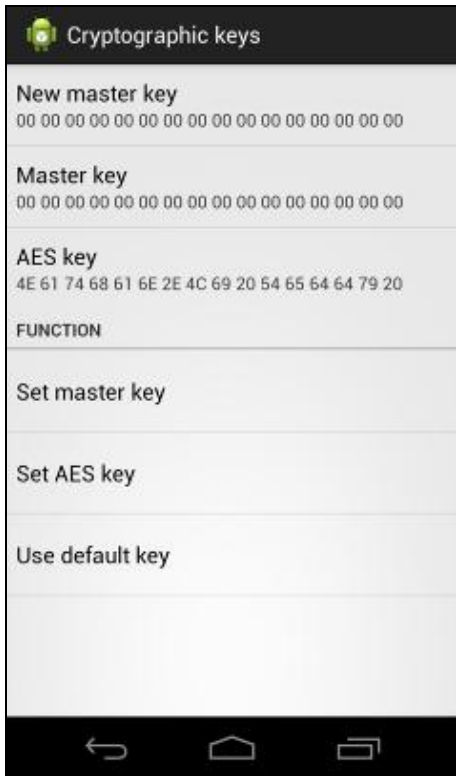 Cryptographic keys
New master key
00 00 00 00 00 00 00 00 00 00 00 00 00 00 00 00
Master key
00 00 00 00 00 00 00 00 00 00 00 00 00 00 00 00
AES key
4E 61 74 68 61 6E 2E 4C 69 20 54 65 64 64 79 20
FUNCTION
Set master key
Set AES key
Use default key